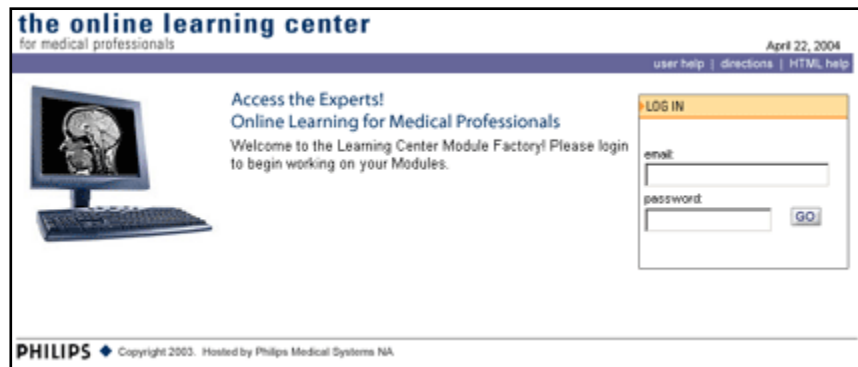 the online learning center
for medical professionals
April 22, 2004
user help | directions | HTML help
Access the Experts!
Online Learning for Medical Professionals
Welcome to the Learning Center Module Factory! Please login
to begin working on your Modules.
LOG IN
email:
password:
GO
PHILIPS ◆ Copyright 2003. Hosted by Philips Medical Systems NA